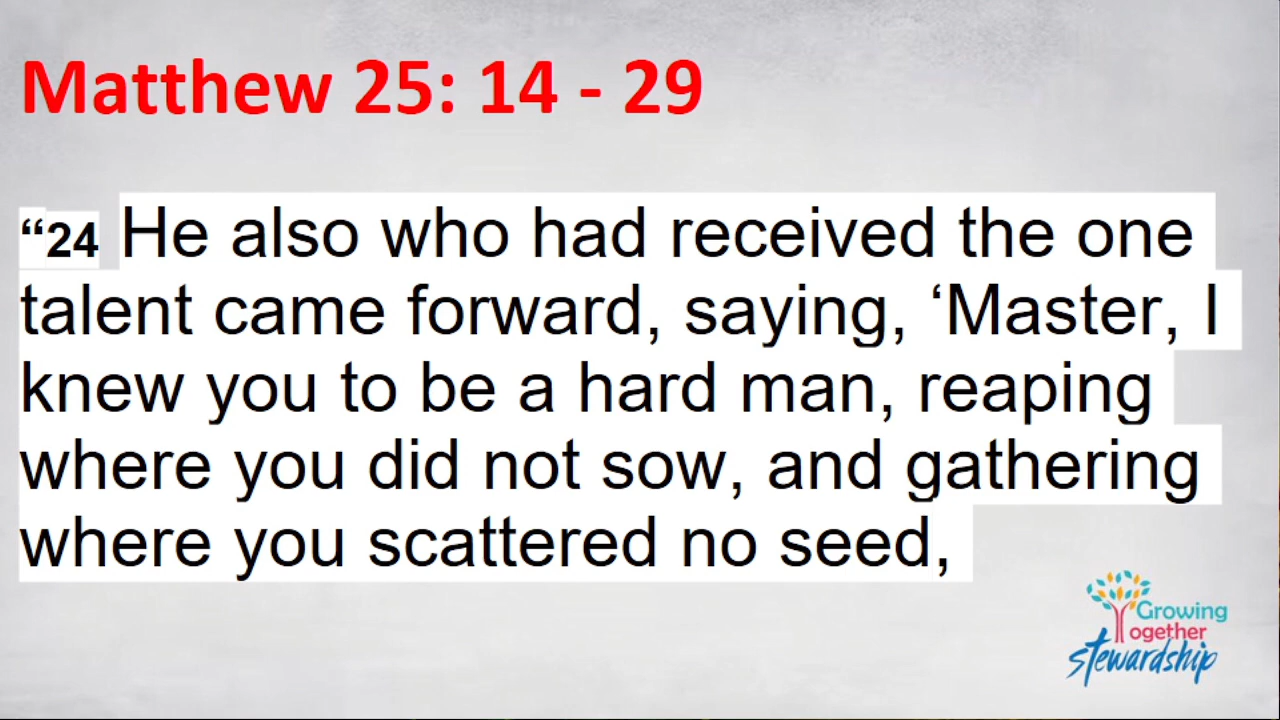 Matthew 25: 14 - 29
“24 He also who had received the one
talent came forward, saying, ‘Master, I
knew you to be a hard man, reaping
where you did not sow, and gathering
where you scattered no seed,
Growing
Together
stewardship